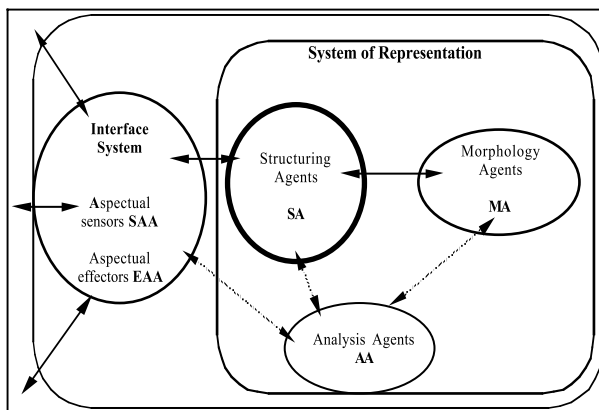 System of Representation
Interface
System
Aspectual
sensors SAA
Aspectual
effectors EAA
Structuring
Agents
SA
Morphology
Agents
MA
Analysis Agents
AA